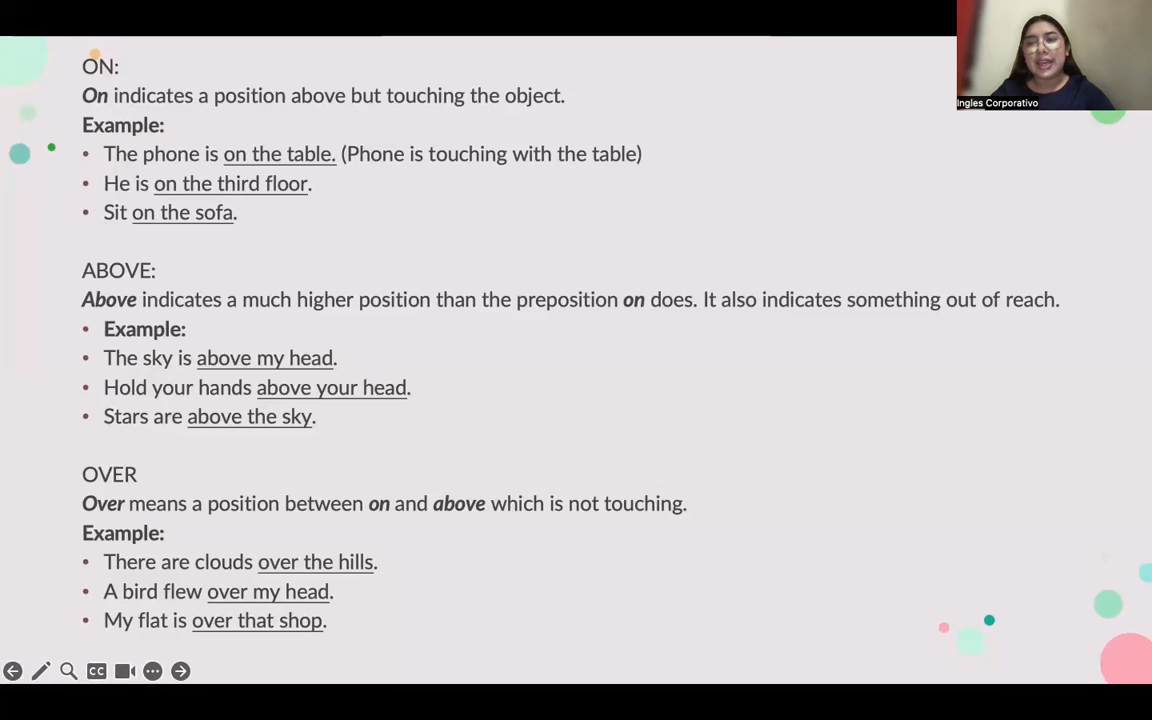 ON:
On indicates a position above but touching the object.
Example:
• The phone is on the table. (Phone is touching with the table)
• He is on the third floor.
• Sit on the sofa.
ABOVE:
Above indicates a much higher position than the preposition on does. It also indicates something out of reach.
• Example:
• The sky is above my head.
• Hold your hands above your head.
• Stars are above the sky.
OVER
Over means a position between on and above which is not touching.
Example:
• There are clouds over the hills.
• A bird flew over my head.
• My flat is over that shop.
Ingles Corporativo
CC